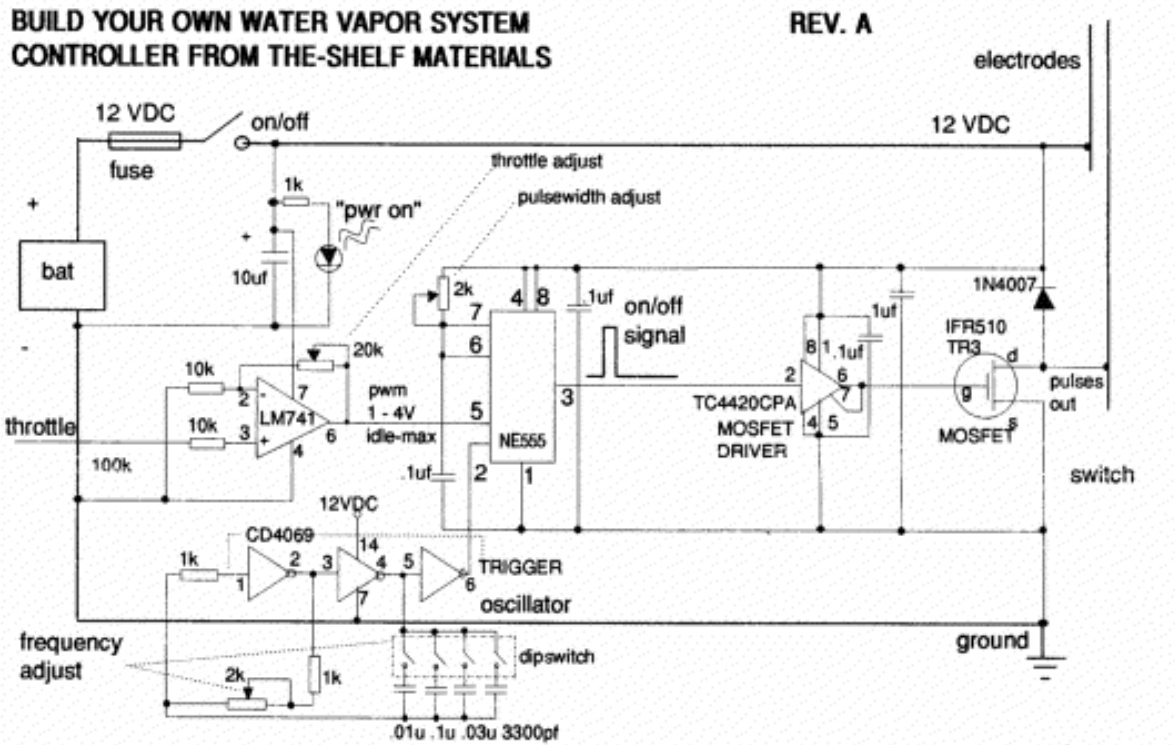 BUILD YOUR OWN WATER VAPOR SYSTEM
CONTROLLER FROM THE-SHELF MATERIALS
REV. A
electrodes
12 VDC
on/off
12 VDC
fuse
throttle adjust
1k
pulsewidth adjust
+
"pwr on"
+
bat
10uf
2k
4 8
.1uf
on/off
signal
1N4007
7
1uf
IFR510
TR3
d
-
20k
6
8
1
.1uf
10k
2
-
7
pwm
2
6
7
g
pulses
out
LM741
1 - 4V
5
3
TC4420CPA
4 5
s
throttle
10k
3
+
6
idle-max
NE555
MOSFET
DRIVER
MOSFET
100k
4
.1uf
2
1
switch
12VDC
CD4069
14
1k
2
3
4
5
TRIGGER
1
7
6
oscillator
frequency
adjust
ground
dipswitch
2k
1k
.01u .1u .03u 3300pf